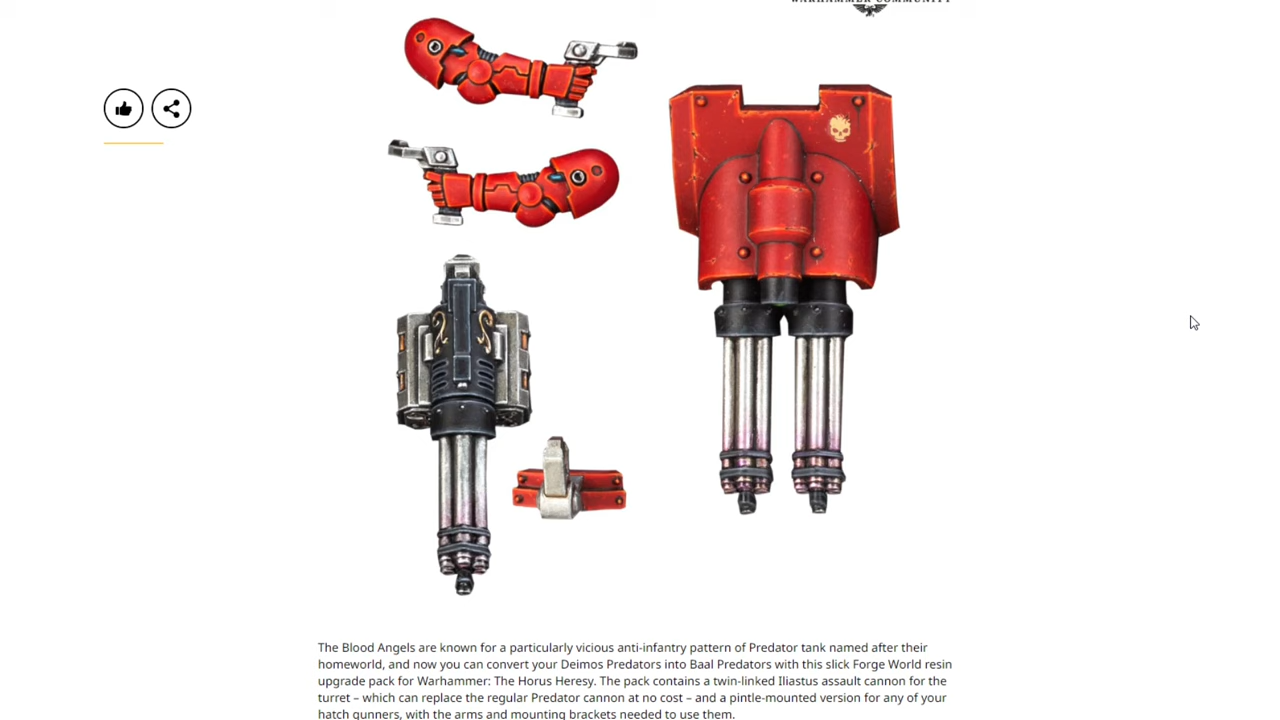 WARHAMMER COMMUNITY
The Blood Angels are known for a particularly vicious anti-infantry pattern of Predator tank named after their
homeworld, and now you can convert your Deimos Predators into Baal Predators with this slick Forge World resin
upgrade pack for Warhammer: The Horus Heresy. The pack contains a twin-linked Iliastus assault cannon for the
turret – which can replace the regular Predator cannon at no cost – and a pintle-mounted version for any of your
hatch gunners, with the arms and mounting brackets needed to use them.